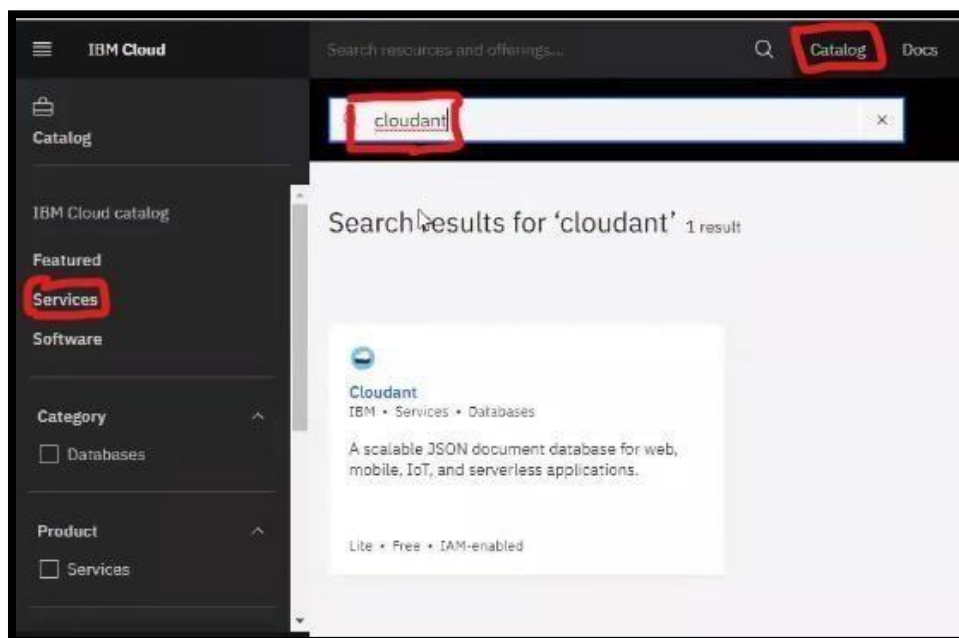 IBM Cloud
Search resources and offerings...
Catalog
Docs
Catalog
cloudant
×
IBM Cloud catalog
Featured
Services
Software
Category
Databases
Product
Services
Search results for ‘cloudant’ 1 result
Cloudant
IBM • Services • Databases
A scalable JSON document database for web,
mobile, IoT, and serverless applications.
Lite • Free • IAM-enabled